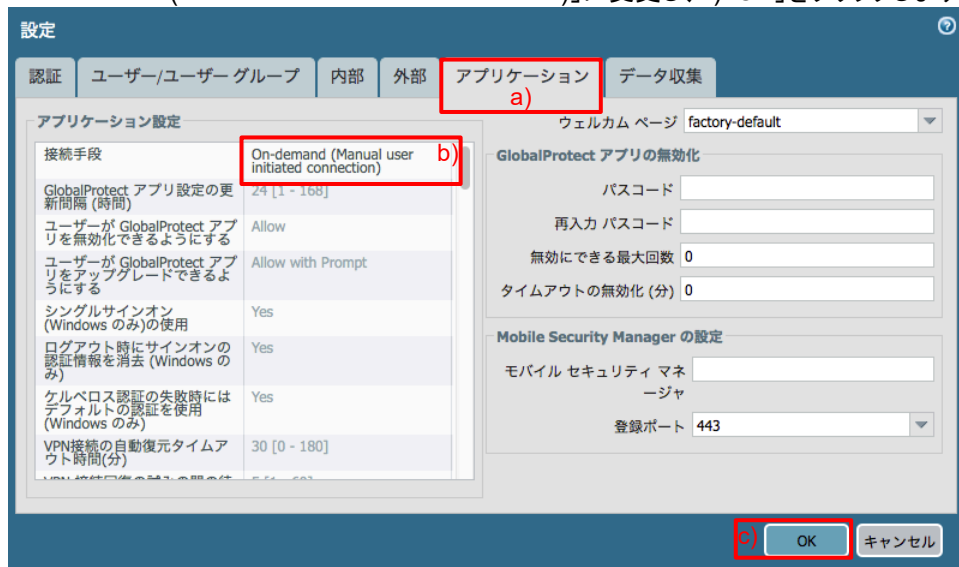 設定
認証
ユーザー/ユーザー グループ
内部
外部
アプリケーション
a)
データ収集
アプリケーション設定
接続手段
On-demand (Manual user
initiated connection)
b)
GlobalProtect アプリ設定の更
新間隔 (時間)
24 [1 - 168]
ユーザーが GlobalProtect アプ
リを無効化できるようにする
Allow
ユーザーが GlobalProtect アプ
リをアップグレードできるよ
うにする
Allow with Prompt
シングルサインオン
(Windows のみ)の使用
Yes
ログアウト時にサインオンの
認証情報を消去 (Windows の
み)
Yes
ケルベロス認証の失敗時には
デフォルトの認証を使用
(Windows のみ)
Yes
VPN接続の自動復元タイムア
ウト時間(分)
30 [0 - 180]
ウェルカム ページ
factory-default
GlobalProtect アプリの無効化
パスコード
再入力 パスコード
無効にできる最大回数
0
タイムアウトの無効化 (分)
0
Mobile Security Manager の設定
モバイル セキュリティ マネ
ージャ
登録ポート
443
c)
OK
キャンセル